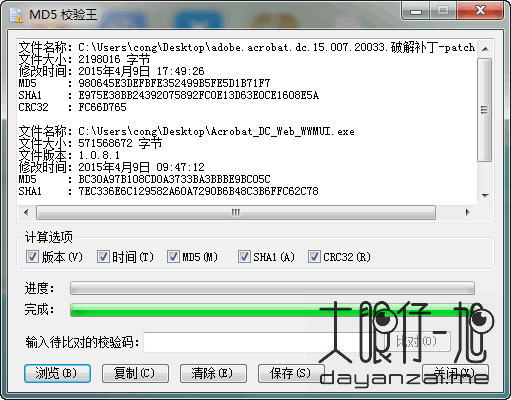 MD5 校验王
文件名称: C:\Users\cong\Desktop\adobe.acrobat.dc.15.007.20033.破解补丁-patch
文件大小: 2198016 字节
修改时间: 2015年4月9日 17:49:26
MD5 : 980645E3DEFBFE352499B5FE5D1B71F7
SHA1 : E975E38BB24392075892FC0E13D63E0CE1608E5A
CRC32 : FC66D765
文件名称: C:\Users\cong\Desktop\Acrobat_DC_Web_WWMUI.exe
文件大小: 571568672 字节
文件版本: 1.0.8.1
修改时间: 2015年4月9日 09:47:12
MD5 : BC30A97B108CD0A3733BA3BBBE9BC05C
SHA1 : 7EC336E6C129582A60A7290B6B48C3B6FFC62C78
计算选项
版本(V) 时间(T) MD5(M) SHA1(A) CRC32(R)
进度:
完成:
输入待比对的校验码: 比对(O)
浏览(B) 复制(C) 清除(E) 保存(S) 关闭(X)
大眼仔~旭
dayanzai.me